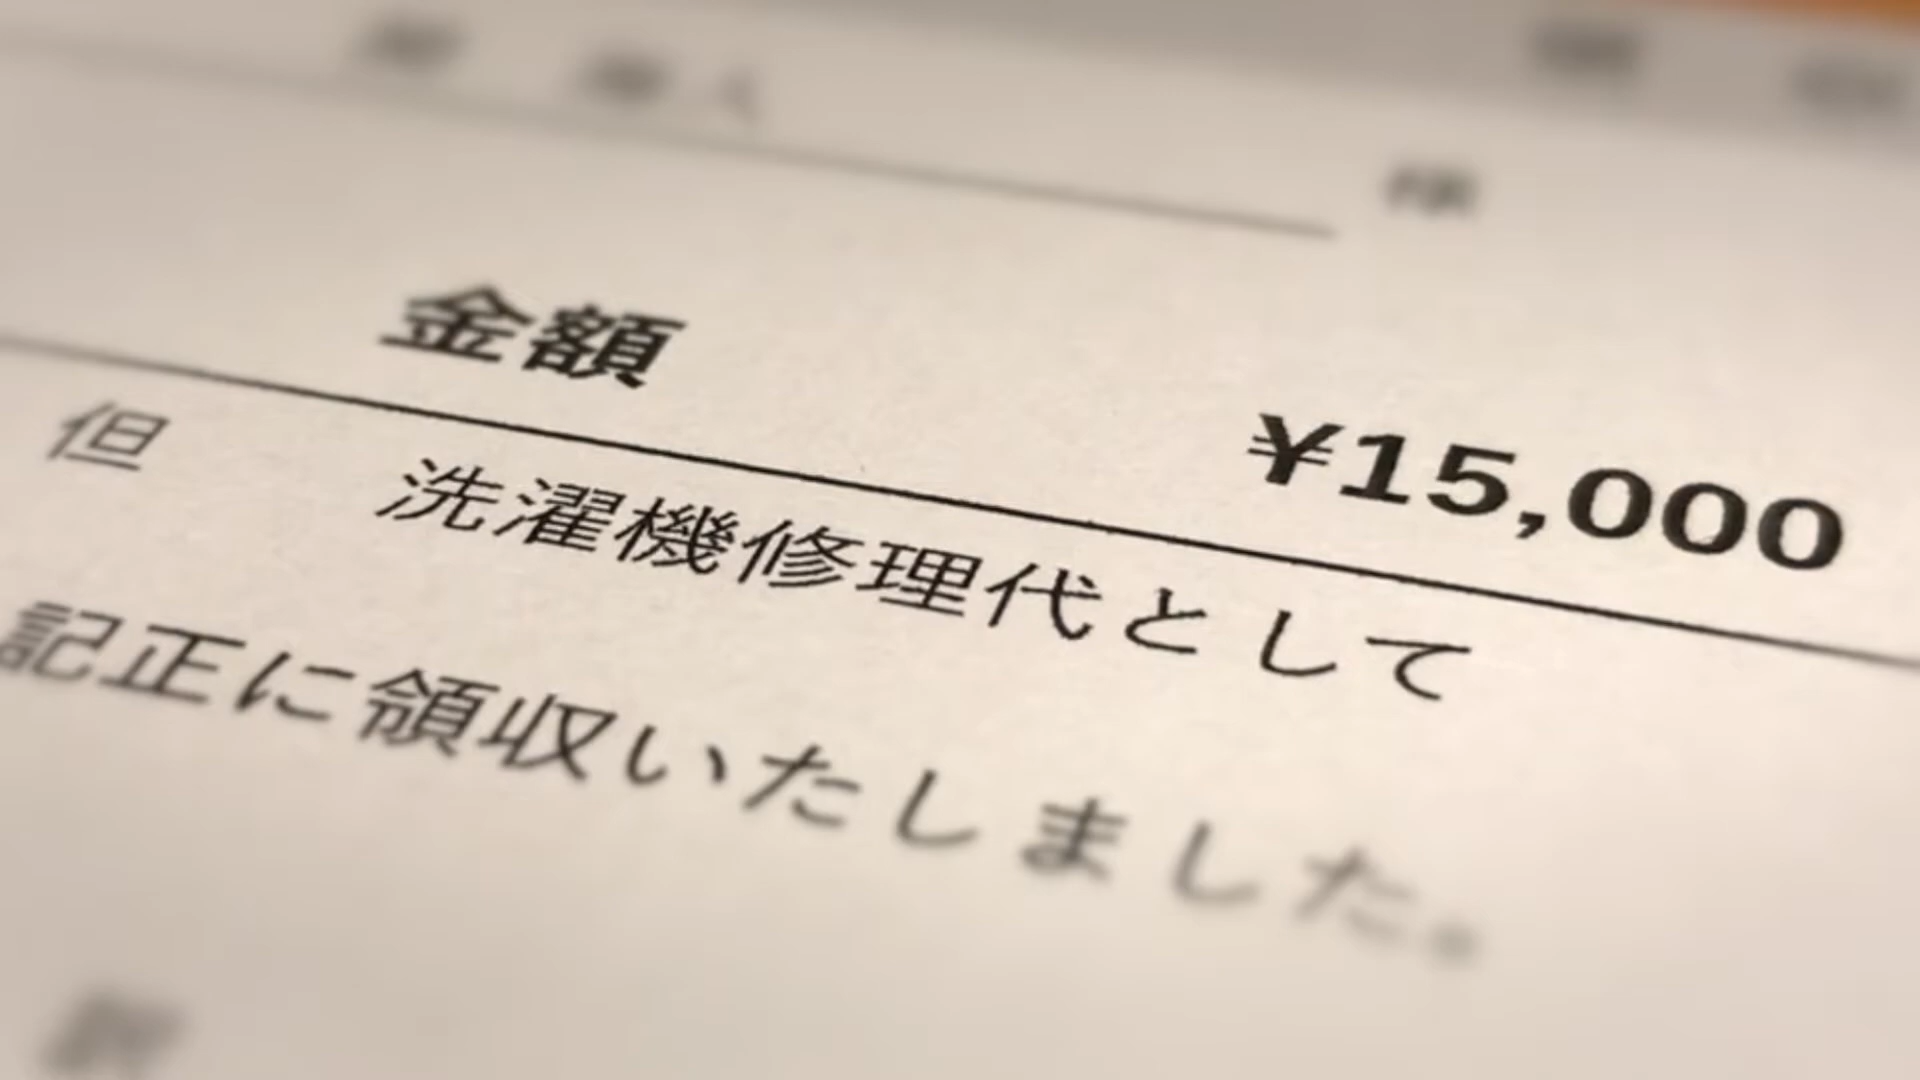 様
金額 ¥15,000
但 洗濯機修理代として
記正に領収いたしました。